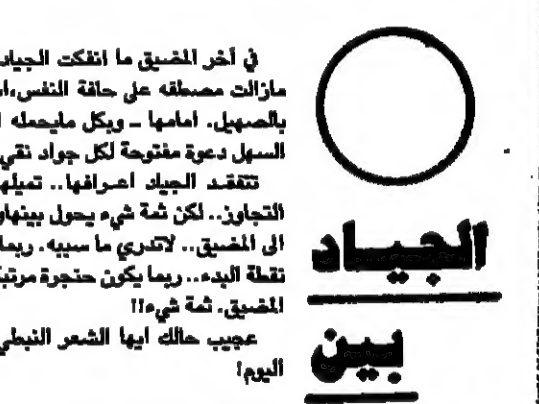 الجياد
بين
في آخر المضيق ما انفكت الجياد
مازالت مصطفه على حافة النفس،
بالصهيل. امامها ــ وبكل مايحمله
السهل دعوة مفتوحة لكل جواد نقي
تتفقد الجياد اعرافها.. تميلها
التجاوز.. لكن ثمة شيء يحول بينها
الى المضيق.. لاتدري ما سببه. ربما
نقطة البدء.. ربما يكون حنجرة
المضيق. ثمة شيء!!
عجيب حالك ايها الشعر النبطي
اليوم!